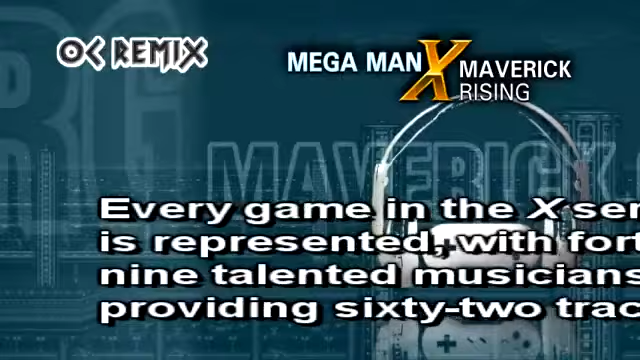 OC REMIX
MEGA MAN X MAVERICK
RISING
MAVERICK
Every game in the X ser
is represented, with fort
nine talented musicians
providing sixty-two trac